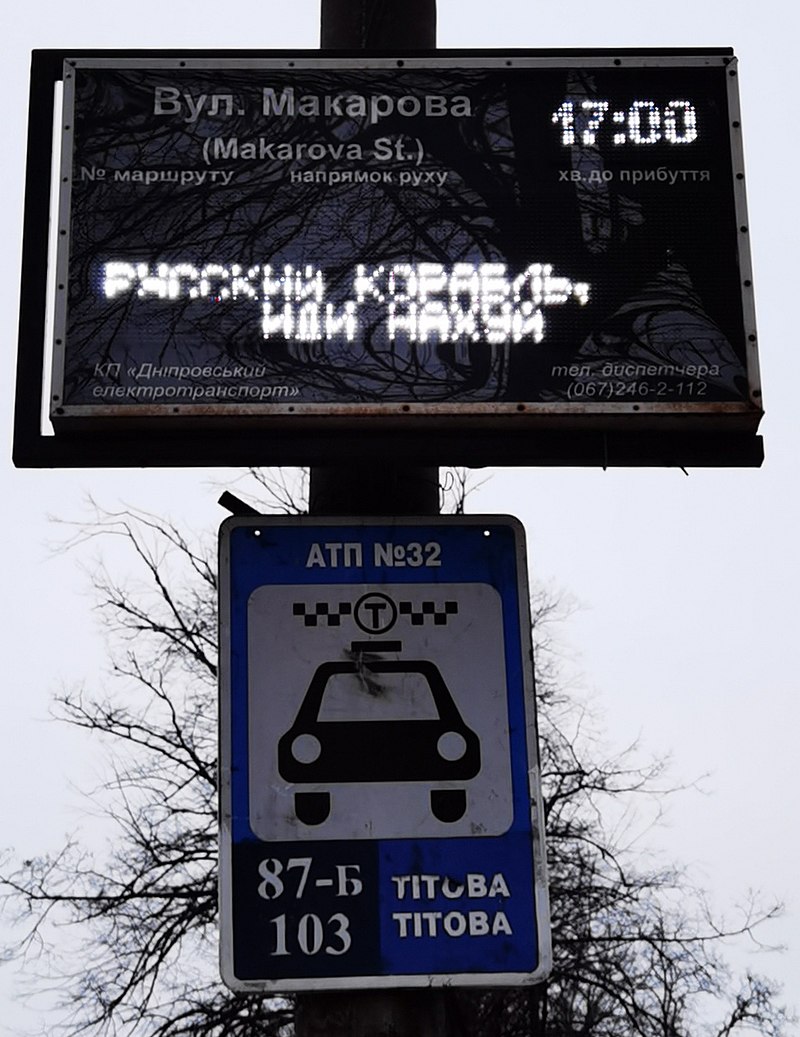 Вул. Макарова
17:00
(Makarova St.)
№ маршруту напрямок руху хв.до прибуття
РУССКИЙ КОРАБЛЬ,
ИДИ НАХУЙ
КП «Дніпровський
електротранспорт»
тел. диспетчера
(067)246-2-112
АТП №32
Т
87-Б ТІТОВА
103 ТІТОВА